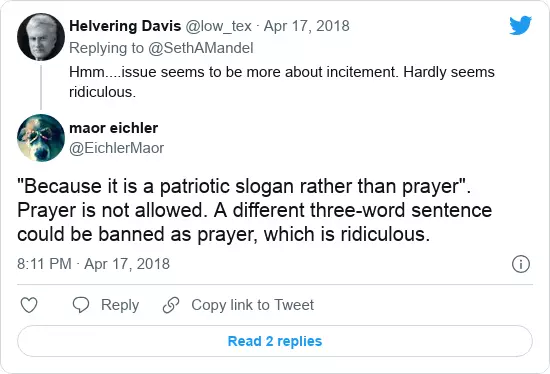 Helvering Davis @low_tex · Apr 17, 2018
Replying to @SethAMandel
Hmm....issue seems to be more about incitement. Hardly seems
ridiculous.
maor eichler
@EichlerMaor
"Because it is a patriotic slogan rather than prayer".
Prayer is not allowed. A different three-word sentence
could be banned as prayer, which is ridiculous.
8:11 PM · Apr 17, 2018
Reply
Copy link to Tweet
Read 2 replies